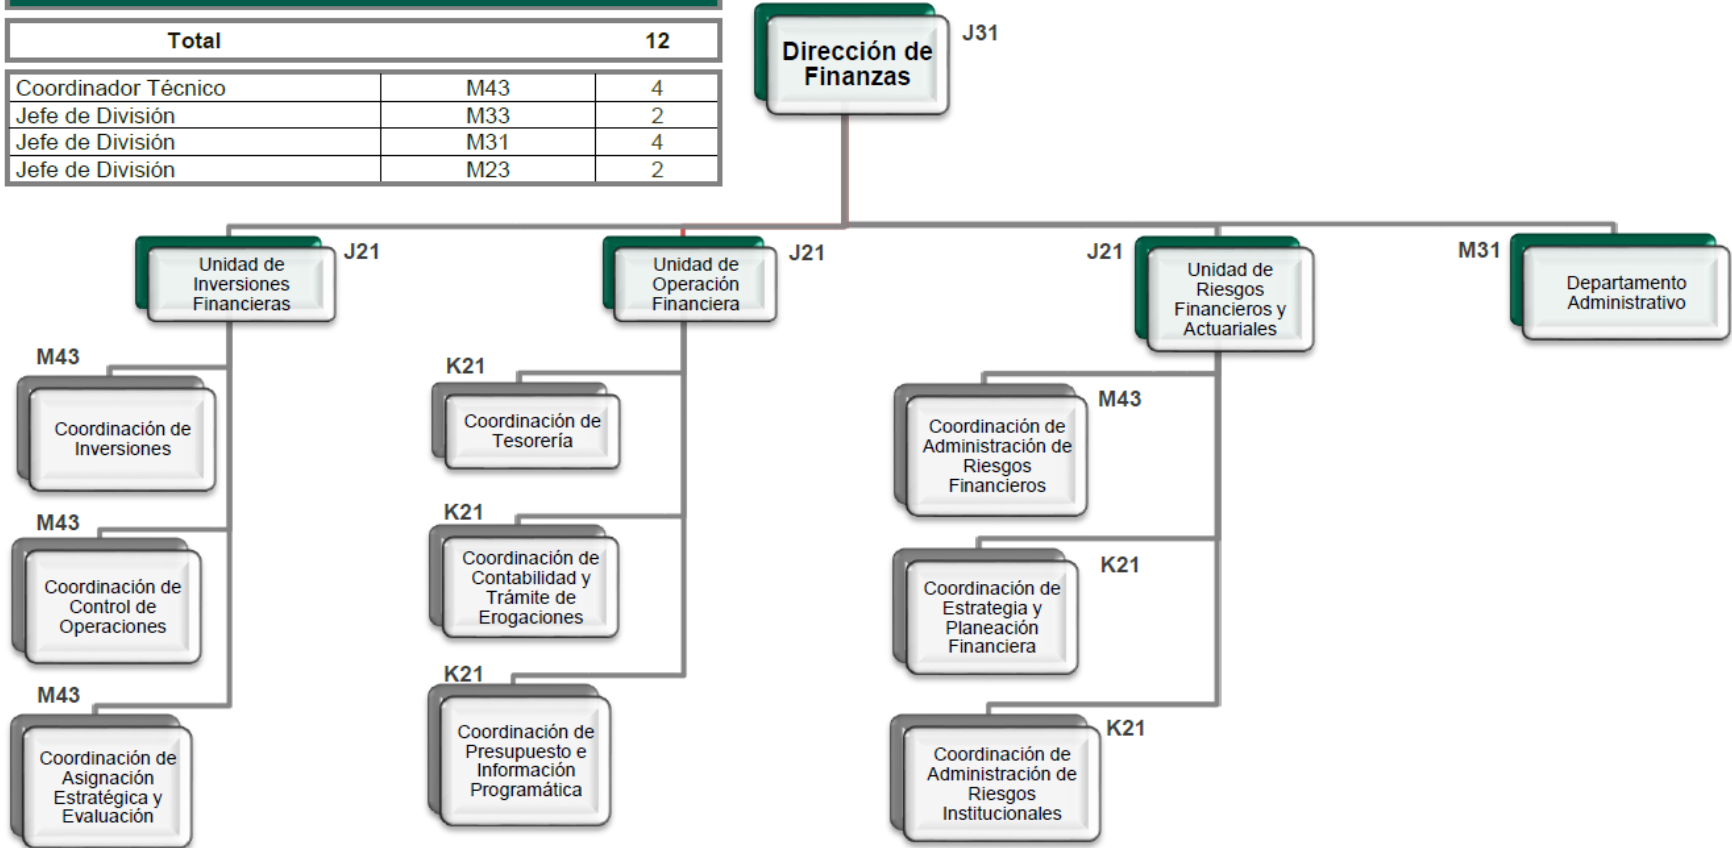 Total 12
Coordinador Técnico M43 4
Jefe de División M33 2
Jefe de División M31 4
Jefe de División M23 2
Dirección de
Finanzas
J31
Unidad de
Inversiones
Financieras
J21
Unidad de
Operación
Financiera
J21
J21
Unidad de
Riesgos
Financieros y
Actuariales
M31
Departamento
Administrativo
M43
Coordinación de
Inversiones
M43
Coordinación de
Control de
Operaciones
M43
Coordinación de
Asignación
Estratégica y
Evaluación
K21
Coordinación de
Tesorería
K21
Coordinación de
Contabilidad y
Trámite de
Erogaciones
K21
Coordinación de
Presupuesto e
Información
Programática
M43
Coordinación de
Administración de
Riesgos
Financieros
K21
Coordinación de
Estrategia y
Planeación
Financiera
K21
Coordinación de
Administración de
Riesgos
Institucionales